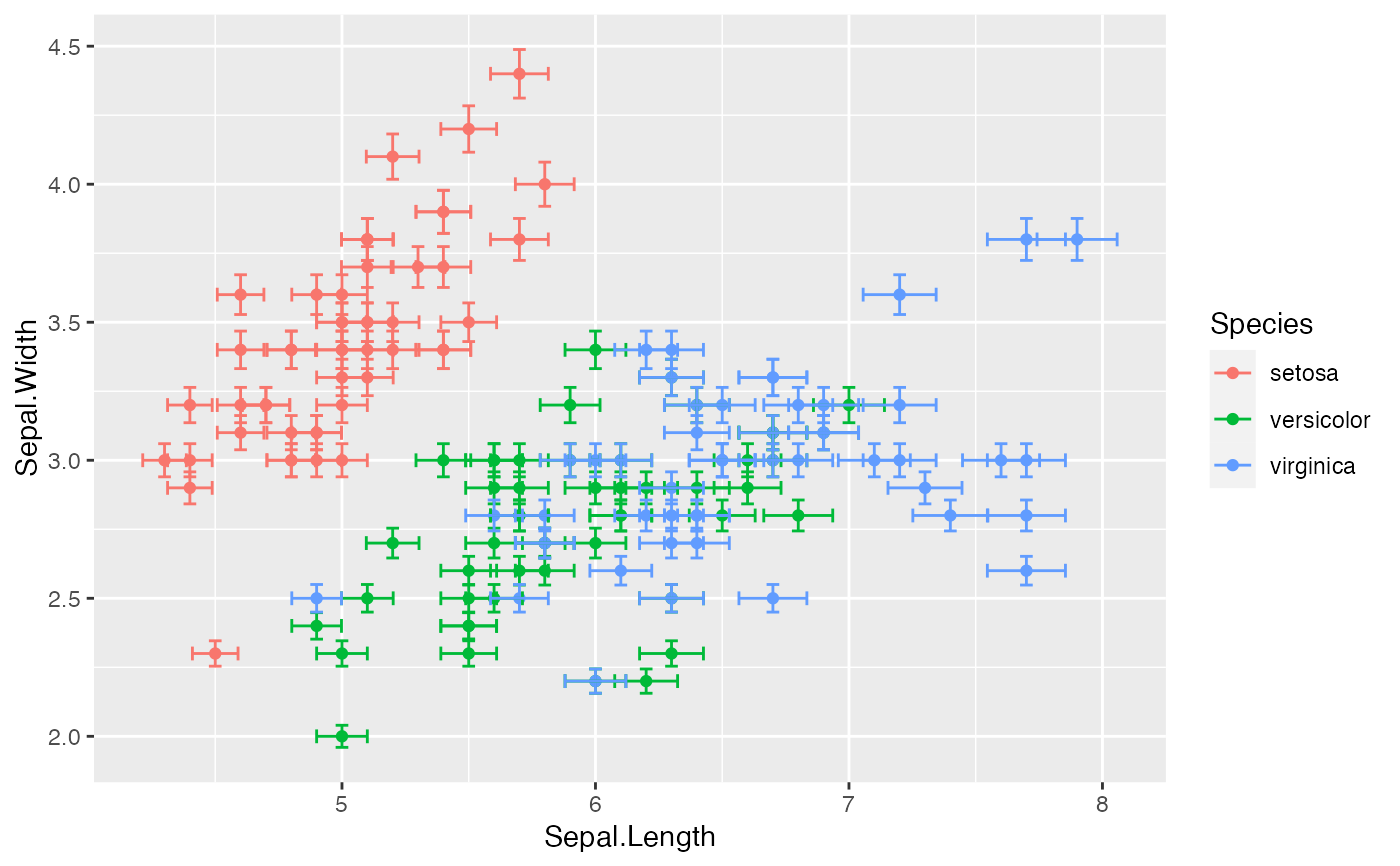 4.5
4.0
3.5
3.0
2.5
2.0
Sepal.Width
5 6 7 8
Sepal.Length
Species
setosa
versicolor
virginica